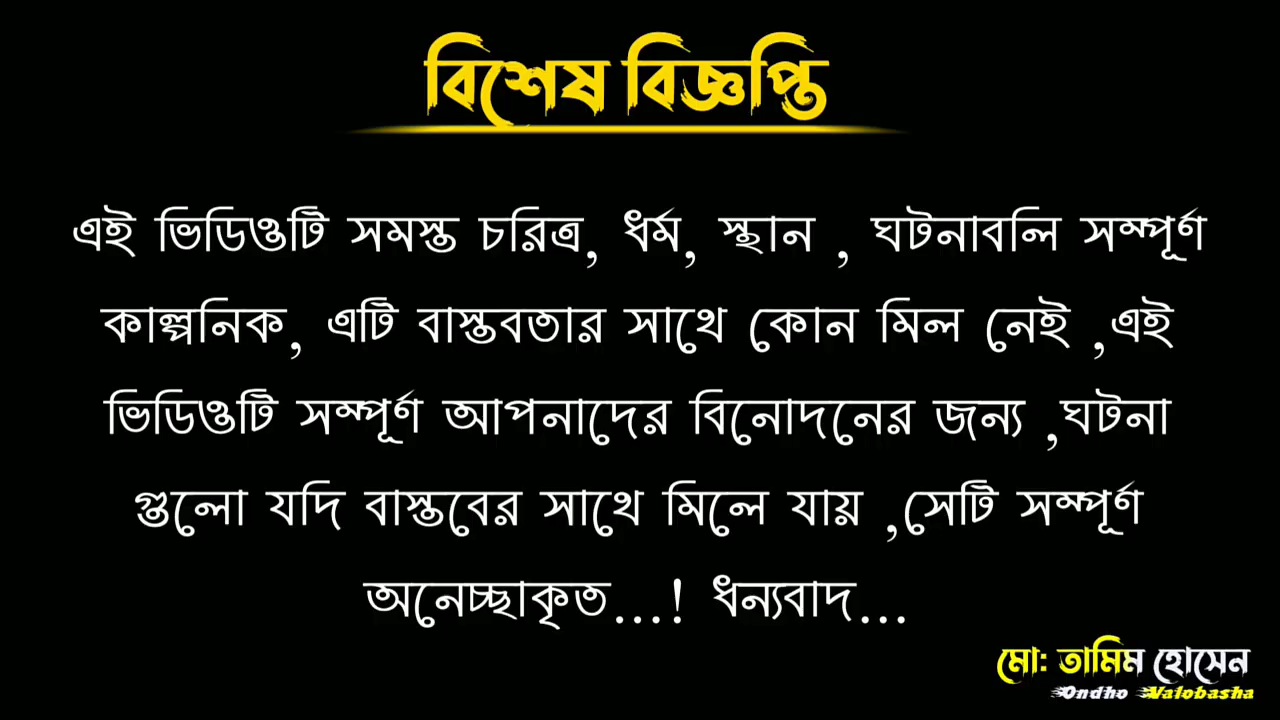 বিশেষ বিজ্ঞপ্তি
এই ভিডিওটি সমস্ত চরিত্র, ধর্ম, স্থান , ঘটনাবলি সম্পূর্ণ
কাল্পনিক, এটি বাস্তবতার সাথে কোন মিল নেই ,এই
ভিডিওটি সম্পূর্ণ আপনাদের বিনোদনের জন্য ,ঘটনা
গুলো যদি বাস্তবের সাথে মিলে যায় ,সেটি সম্পূর্ণ
অনেচ্ছাকৃত...! ধন্যবাদ...
মো: তামিম হোসেন
Ondho Valobasha